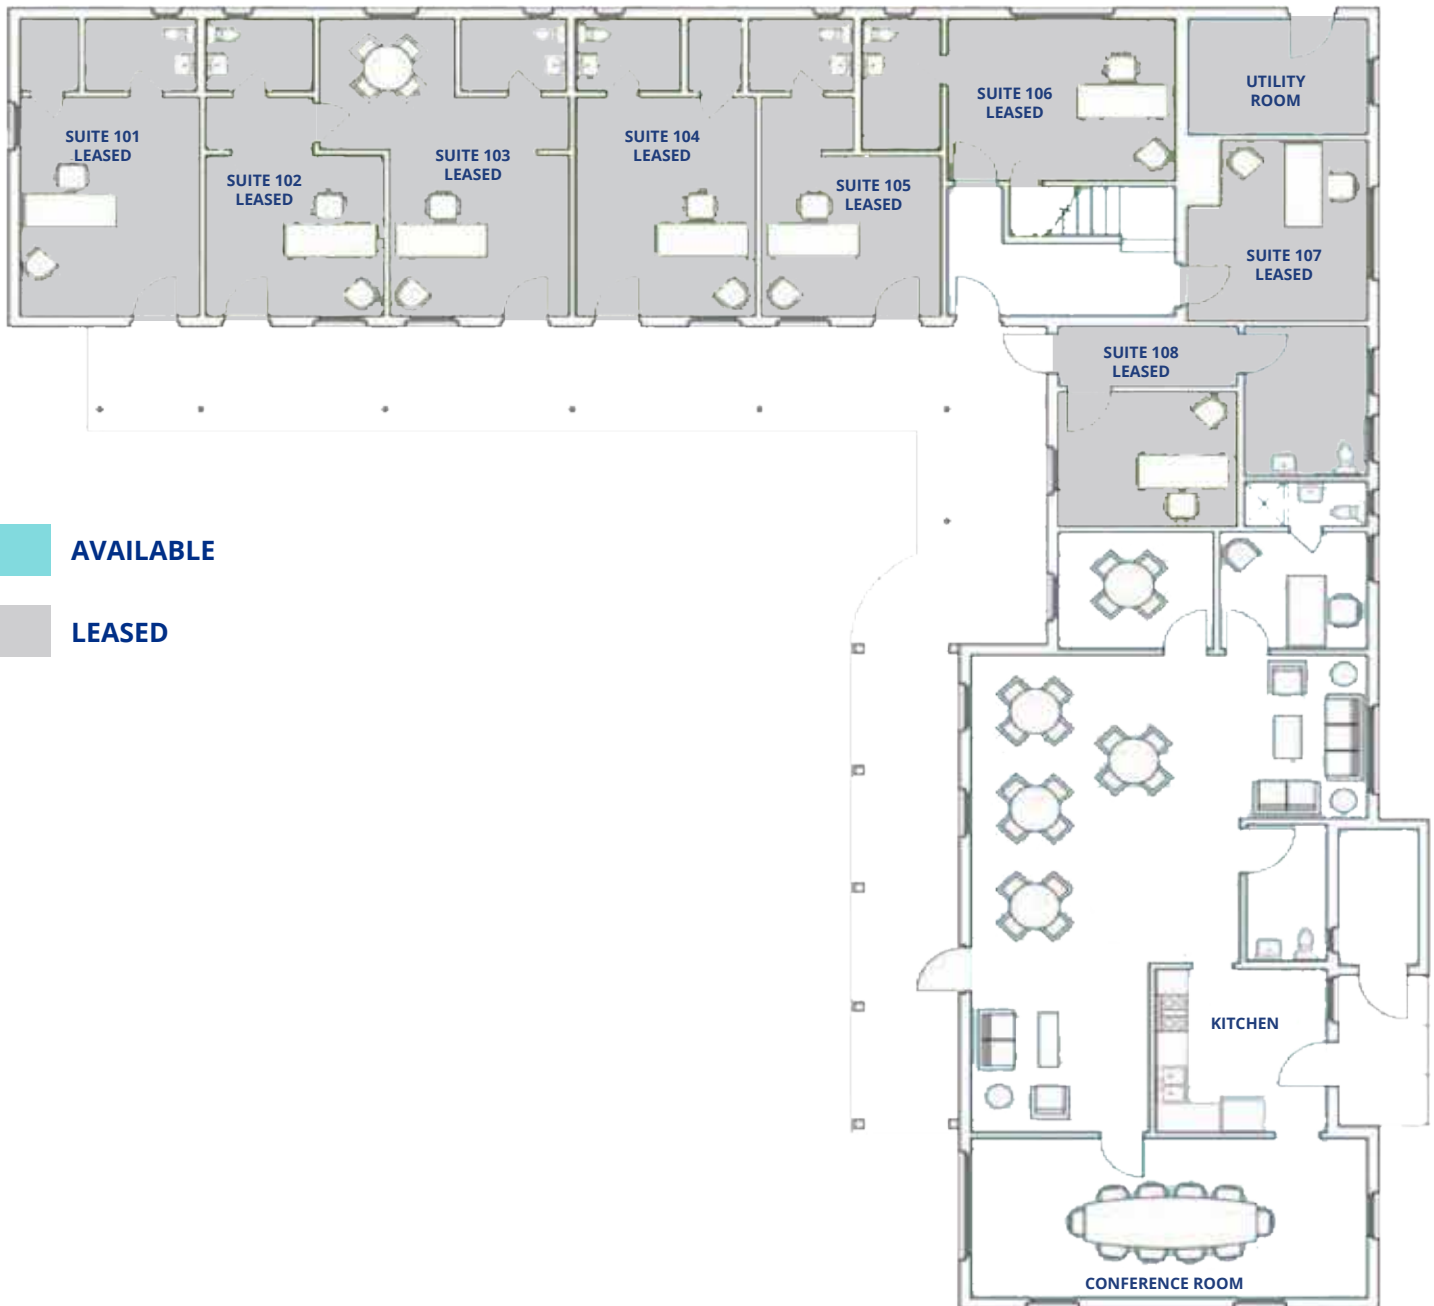 SUITE 101
LEASED
SUITE 102
LEASED
SUITE 103
LEASED
SUITE 104
LEASED
SUITE 105
LEASED
SUITE 106
LEASED
UTILITY
ROOM
SUITE 107
LEASED
SUITE 108
LEASED
AVAILABLE
LEASED
KITCHEN
CONFERENCE ROOM